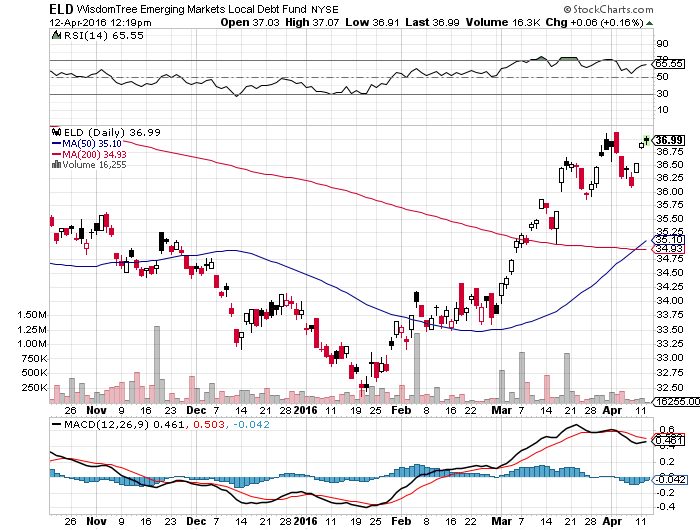 ELD WisdomTree Emerging Markets Local Debt Fund NYSE © StockCharts.com
12-Apr-2016 12:19pm Open 37.03 High 37.07 Low 36.91 Last 36.99 Volume 16.3K Chg +0.06 (+0.16%)
RSI(14) 65.55
90
70
65.55
50
30
10
ELD (Daily) 36.99
MA(50) 35.10
MA(200) 34.93
Volume 16,255
36.99
36.75
36.50
36.25
36.00
35.75
35.50
35.25
35.10
34.93
34.75
34.50
34.25
34.00
33.75
33.50
33.25
33.00
32.75
32.50
1.50M
1.25M
1.00M
750K
500K
250K
16255.00
26 Nov 9 16 23 Dec 7 14 21 28 2016 11 19 25 Feb 8 16 22 Mar 7 14 21 28 Apr 11
MACD(12,26,9) 0.461, 0.503, -0.042
0.6
0.461
0.2
-0.042
-0.2
-0.4
26 Nov 9 16 23 Dec 7 14 21 28 2016 11 19 25 Feb 8 16 22 Mar 7 14 21 28 Apr 11